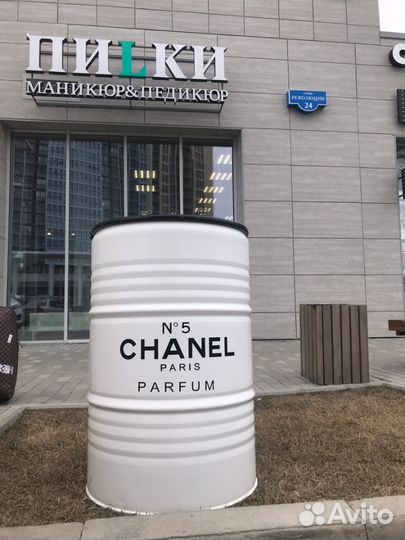 ПИLКИ
МАНИКЮР&ПЕДИКЮР
РЕВОЛЮЦИИ
24
N°5
CHANEL
PARIS
PARFUM
Avito